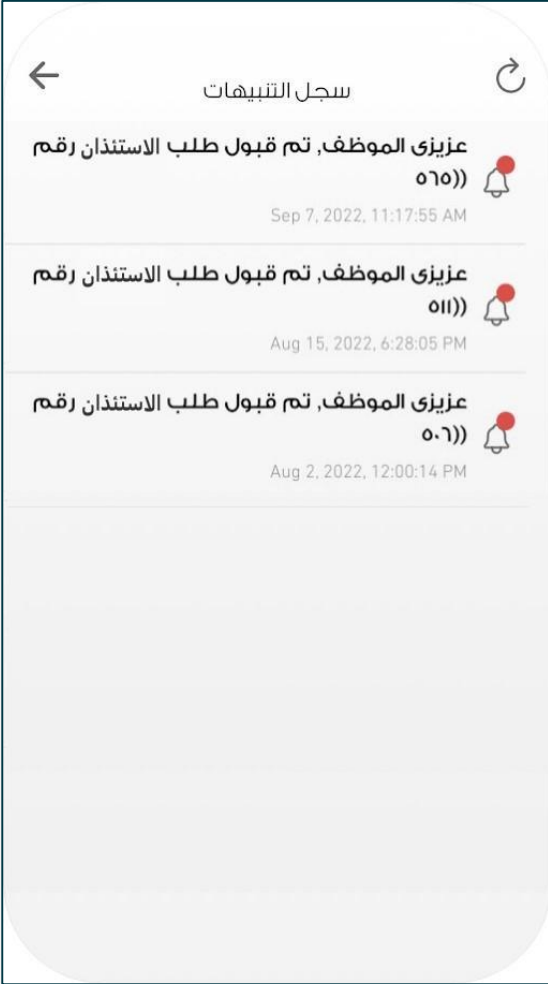 سجل التنبيهات
عزيزى الموظف, تم قبول طلب الاستئذان رقم
((٥٦٥
Sep 7, 2022, 11:17:55 AM
عزيزى الموظف, تم قبول طلب الاستئذان رقم
((٥١١
Aug 15, 2022, 6:28:05 PM
عزيزى الموظف, تم قبول طلب الاستئذان رقم
((٥٠٦
Aug 2, 2022, 12:00:14 PM